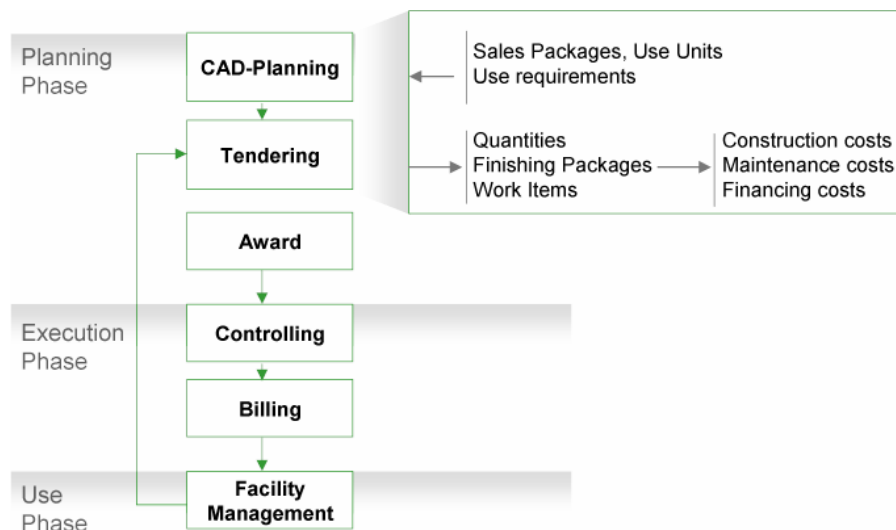 Planning
Phase
CAD-Planning
Tendering
Sales Packages, Use Units
Use requirements
Quantities
Finishing Packages
Work Items
Construction costs
Maintenance costs
Financing costs
Award
Execution
Phase
Controlling
Billing
Use
Phase
Facility
Management